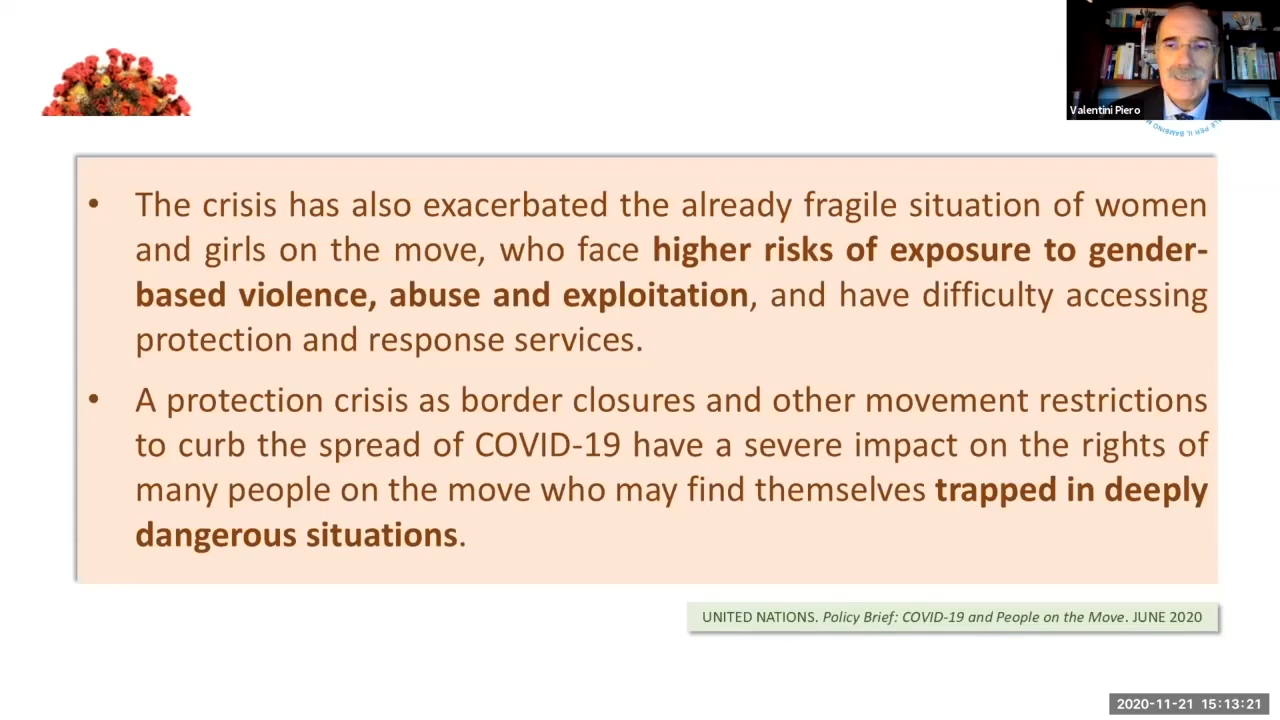 Valentini Piero
LE PER IL BAMBINO M
• The crisis has also exacerbated the already fragile situation of women
and girls on the move, who face higher risks of exposure to gender-
based violence, abuse and exploitation, and have difficulty accessing
protection and response services.
• A protection crisis as border closures and other movement restrictions
to curb the spread of COVID-19 have a severe impact on the rights of
many people on the move who may find themselves trapped in deeply
dangerous situations.
UNITED NATIONS. Policy Brief: COVID-19 and People on the Move. JUNE 2020
2020-11-21 15:13:21